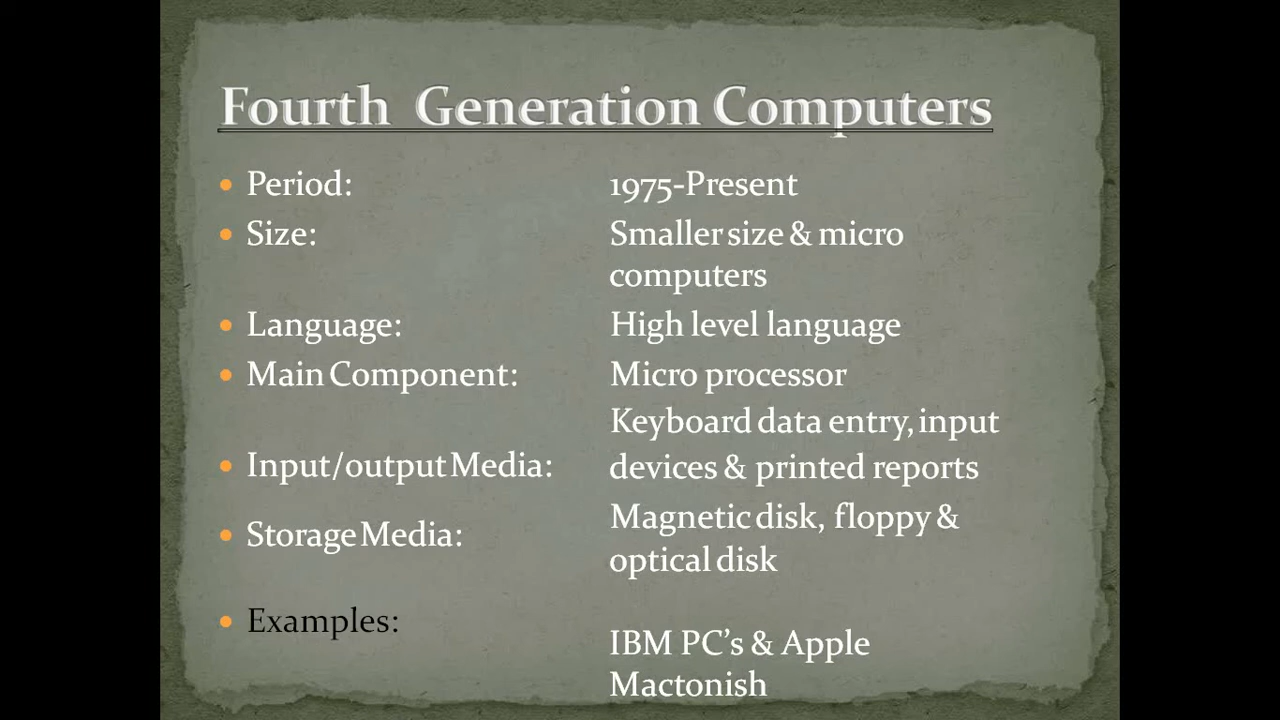 Fourth Generation Computers
Period: 1975-Present
Size: Smaller size & micro
computers
Language: High level language
Main Component: Micro processor
Keyboard data entry, input
Input/output Media: devices & printed reports
Magnetic disk, floppy &
Storage Media:
optical disk
Examples:
IBM PC’s & Apple
Mactonish